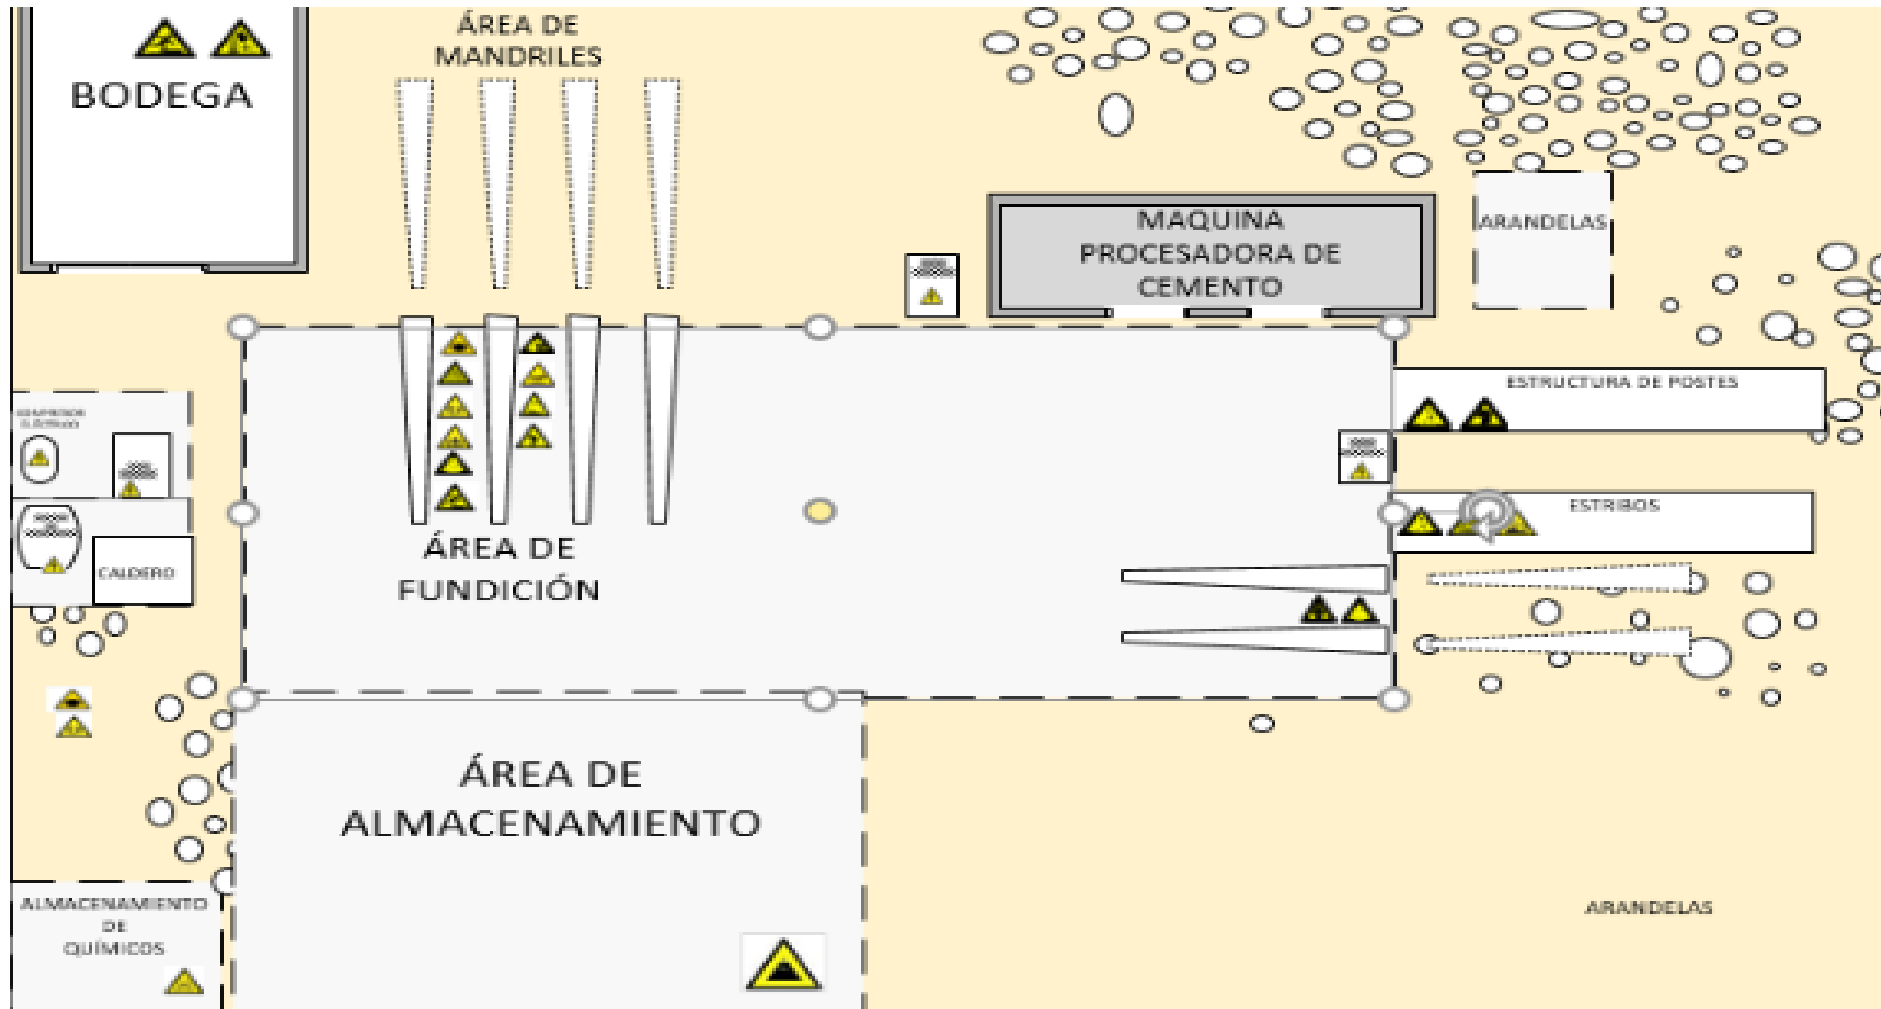 ÁREA DE
MANDRILES
BODEGA
MAQUINA
PROCESADORA DE
CEMENTO
ARANDELAS
ESTRUCTURA DE POSTES
ESTRIBOS
CALDERO
ÁREA DE
FUNDICIÓN
ÁREA DE
ALMACENAMIENTO
ALMACENAMIENTO
DE
QUÍMICOS
ARANDELAS